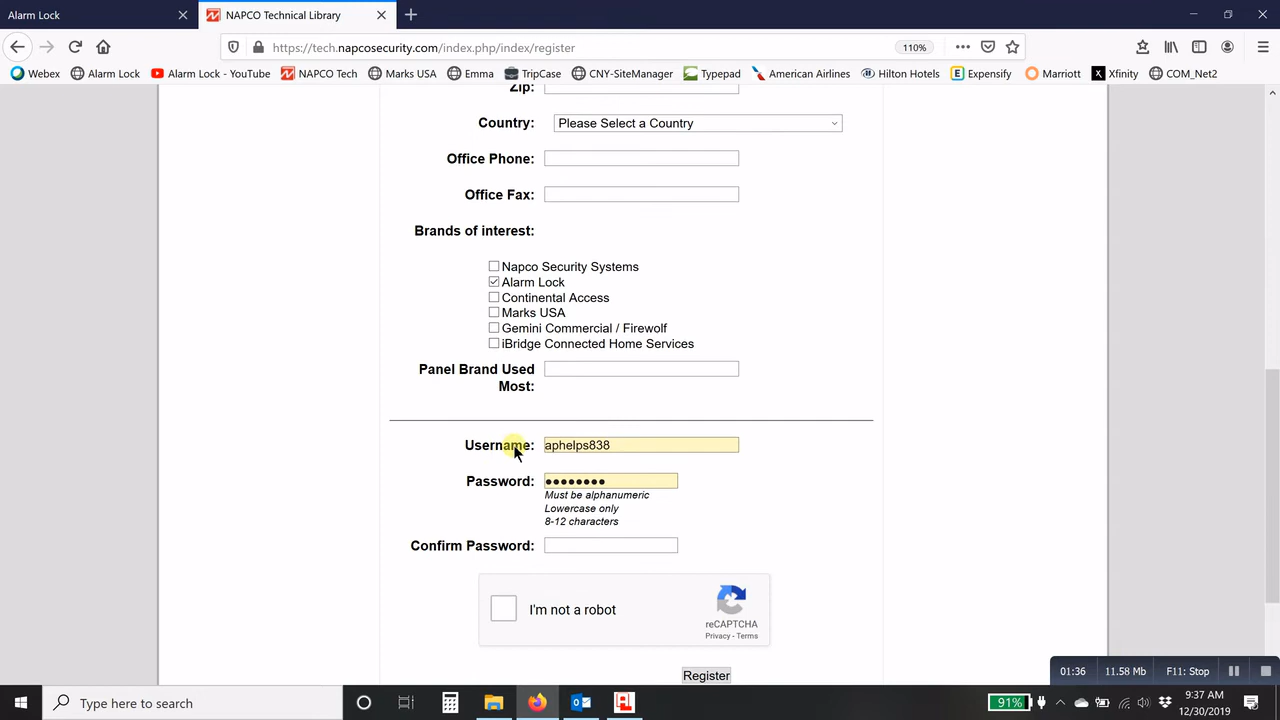 Alarm Lock
NAPCO Technical Library
https://tech.napcosecurity.com/index.php/index/register
110%
Webex
Alarm Lock
Alarm Lock - YouTube
NAPCO Tech
Marks USA
Emma
TripCase
CNY-SiteManager
Typepad
American Airlines
Hilton Hotels
Expensify
Marriott
Xfinity
COM_Net2
Zip:
Country: Please Select a Country
Office Phone:
Office Fax:
Brands of interest:
Napco Security Systems
Alarm Lock
Continental Access
Marks USA
Gemini Commercial / Firewolf
iBridge Connected Home Services
Panel Brand Used
Most:
Username: aphelps838
Password: ●●●●●●●●
Must be alphanumeric
Lowercase only
8-12 characters
Confirm Password:
I'm not a robot
reCAPTCHA
Privacy - Terms
Register
01:36 11.58 Mb F11: Stop
Type here to search
91%
9:37 AM
12/30/2019